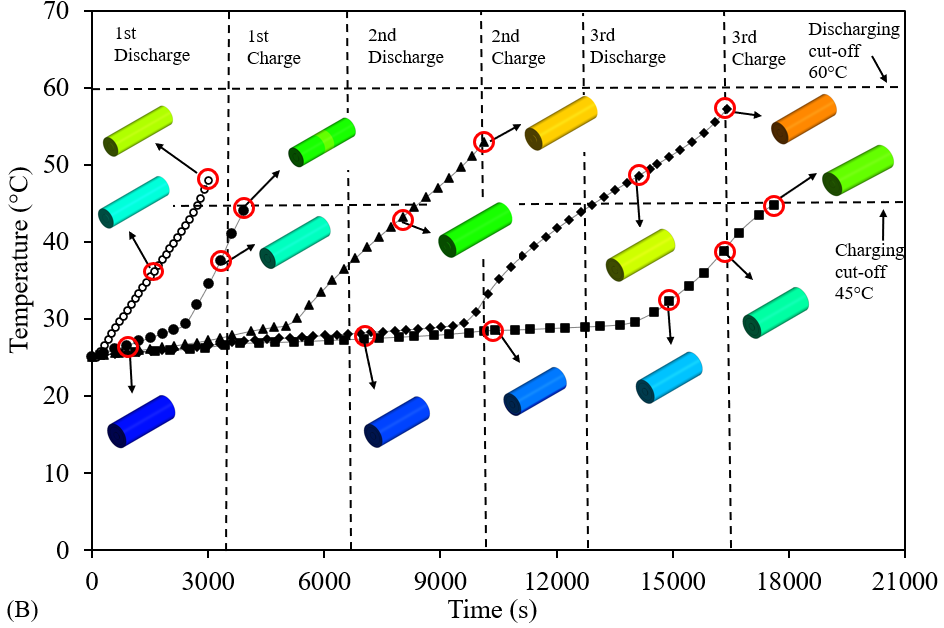 70
60
50
40
30
20
10
0
Temperature (°C)
1st
Discharge
1st
Charge
2nd
Discharge
2nd
Charge
3rd
Discharge
3rd
Charge
Discharging
cut-off
60°C
Charging
cut-off
45°C
0
3000
6000
9000
12000
15000
18000
21000
Time (s)
(B)